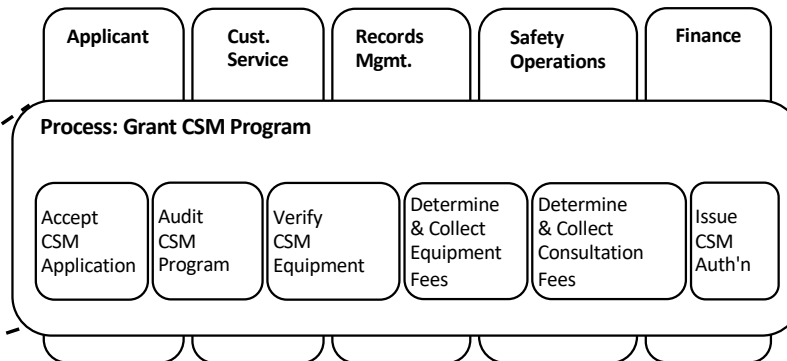 Applicant
Cust.
Service
Records
Mgmt.
Safety
Operations
Finance
Process: Grant CSM Program
Accept
CSM
Application
Audit
CSM
Program
Verify
CSM
Equipment
Determine
& Collect
Equipment
Fees
Determine
& Collect
Consultation
Fees
Issue
CSM
Auth'n